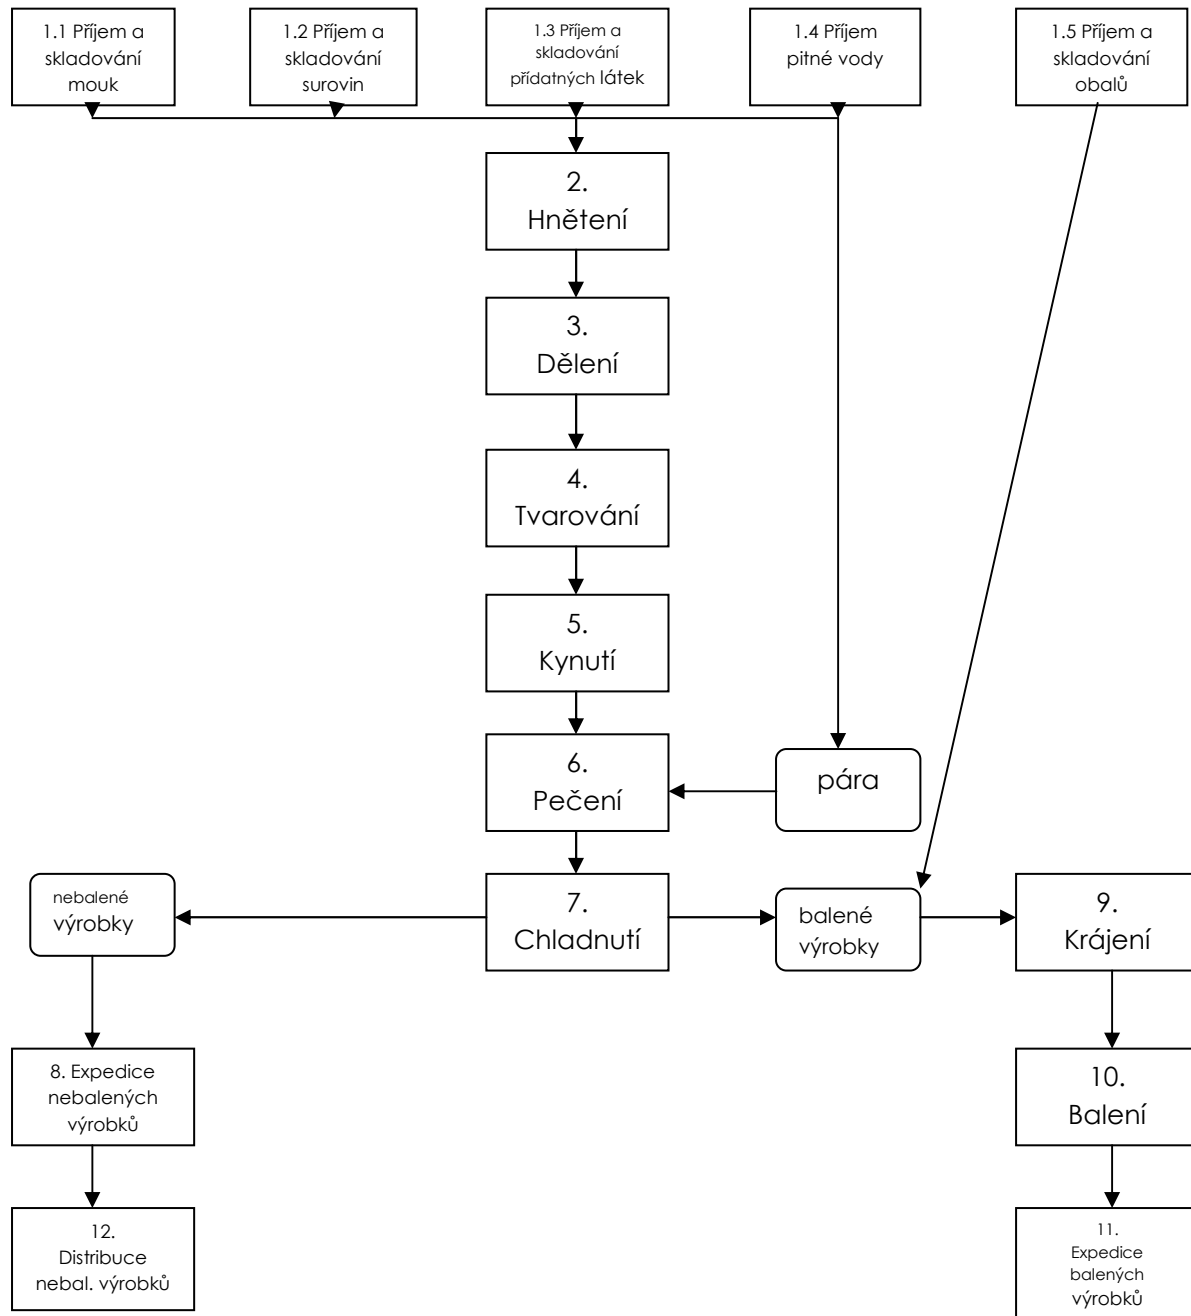 1.1 Příjem a
skladování
mouk
1.2 Příjem a
skladování
surovin
1.3 Příjem a
skladování
přídatných látek
1.4 Příjem
pitné vody
1.5 Příjem a
skladování
obalů
2.
Hnětení
3.
Dělení
4.
Tvarování
5.
Kynutí
6.
Pečení
pára
nebalené
výrobky
7.
Chladnutí
balené
výrobky
9.
Krájení
8. Expedice
nebalených
výrobků
10.
Balení
12.
Distribuce
nebal. výrobků
11.
Expedice
balených
výrobků